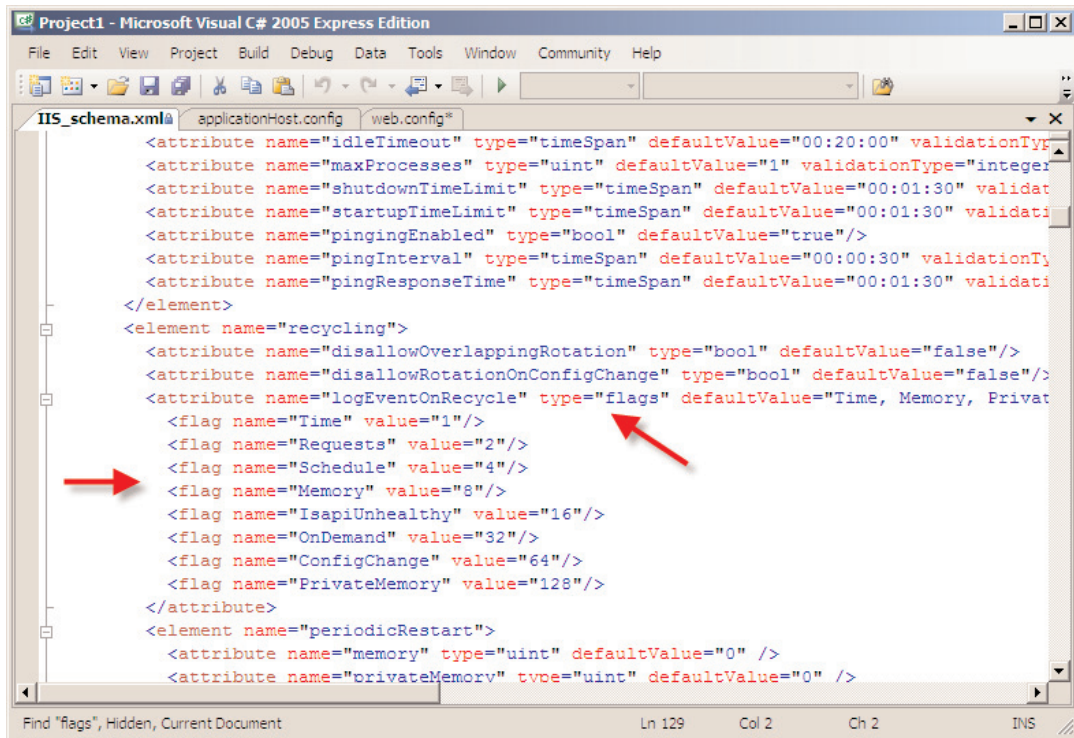 Project1 - Microsoft Visual C# 2005 Express Edition
File Edit View Project Build Debug Data Tools Window Community Help
IIS_schema.xml applicationHost.config web.config*
<attribute name="idleTimeout" type="timeSpan" defaultValue="00:20:00" validationTyp
<attribute name="maxProcesses" type="uint" defaultValue="1" validationType="integer
<attribute name="shutdownTimeLimit" type="timeSpan" defaultValue="00:01:30" validat
<attribute name="startupTimeLimit" type="timeSpan" defaultValue="00:01:30" validati
<attribute name="pingingEnabled" type="bool" defaultValue="true"/>
<attribute name="pingInterval" type="timeSpan" defaultValue="00:00:30" validationTy
<attribute name="pingResponseTime" type="timeSpan" defaultValue="00:01:30" validati
</element>
<element name="recycling">
<attribute name="disallowOverlappingRotation" type="bool" defaultValue="false"/>
<attribute name="disallowRotationOnConfigChange" type="bool" defaultValue="false"/>
<attribute name="logEventOnRecycle" type="flags" defaultValue="Time, Memory, Privat
<flag name="Time" value="1"/>
<flag name="Requests" value="2"/>
<flag name="Schedule" value="4"/>
<flag name="Memory" value="8"/>
<flag name="IsapiUnhealthy" value="16"/>
<flag name="OnDemand" value="32"/>
<flag name="ConfigChange" value="64"/>
<flag name="PrivateMemory" value="128"/>
</attribute>
<element name="periodicRestart">
<attribute name="memory" type="uint" defaultValue="0" />
<attribute name="privateMemory" type="uint" defaultValue="0" />
Find "flags", Hidden, Current Document Ln 129 Col 2 Ch 2 INS